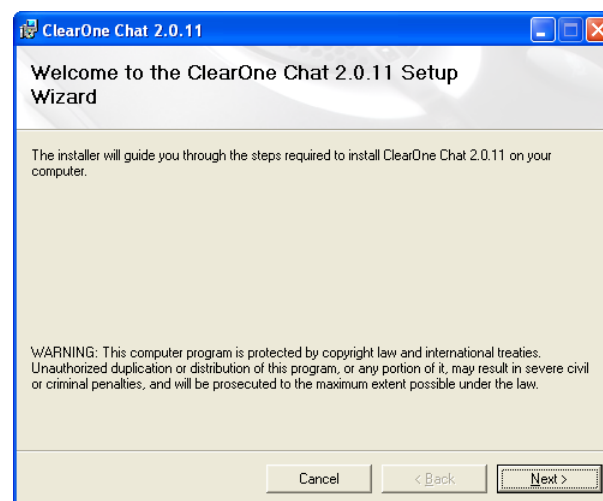 ClearOne Chat 2.0.11
Welcome to the ClearOne Chat 2.0.11 Setup
Wizard
The installer will guide you through the steps required to install ClearOne Chat 2.0.11 on your
computer.
WARNING: This computer program is protected by copyright law and international treaties.
Unauthorized duplication or distribution of this program, or any portion of it, may result in severe civil
or criminal penalties, and will be prosecuted to the maximum extent possible under the law.
Cancel < Back Next >